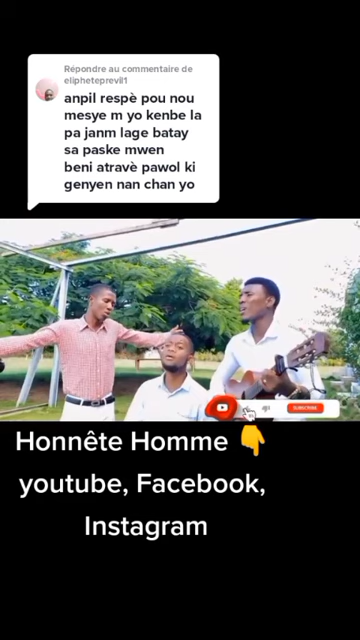 Répondre au commentaire de
elipheteprevil1
anpil respè pou nou
mesye m yo kenbe la
pa janm lage batay
sa paske mwen
beni atravè pawol ki
genyen nan chan yo
SUBSCRIBE
Honnête Homme 👇
youtube, Facebook,
Instagram